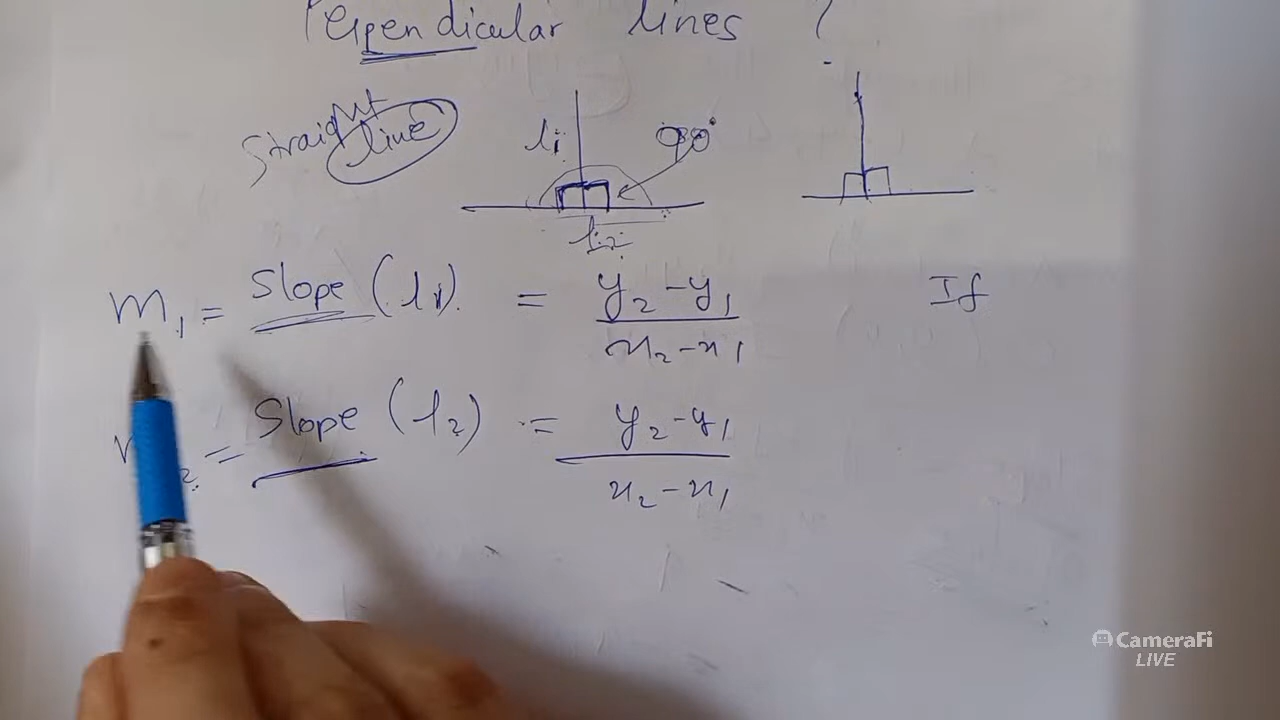 Perpendicular lines ?
straight line
l1
90°
l2
m1 = Slope (l1) = y2-y1 / x2-x1
If
= Slope (l2) = y2-y1 / x2-x1
CameraFi
LIVE